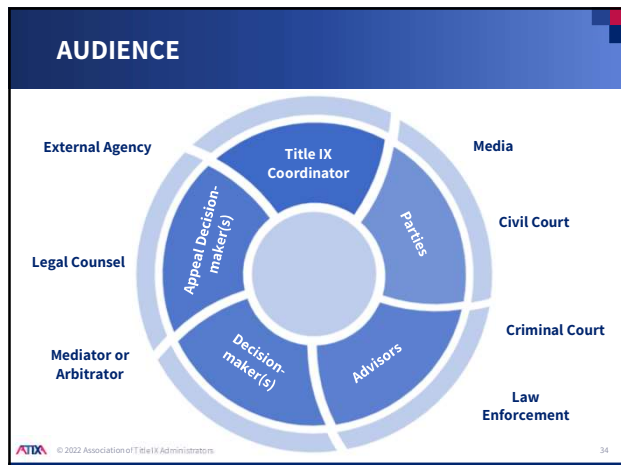 AUDIENCE
External Agency
Media
Title IX
Coordinator
Parties
Appeal Decision-
maker(s)
Civil Court
Legal Counsel
Criminal Court
Mediator or
Arbitrator
Decision-
maker(s)
Advisors
Law
Enforcement
ATIXA © 2022 Association of Title IX Administrators
34